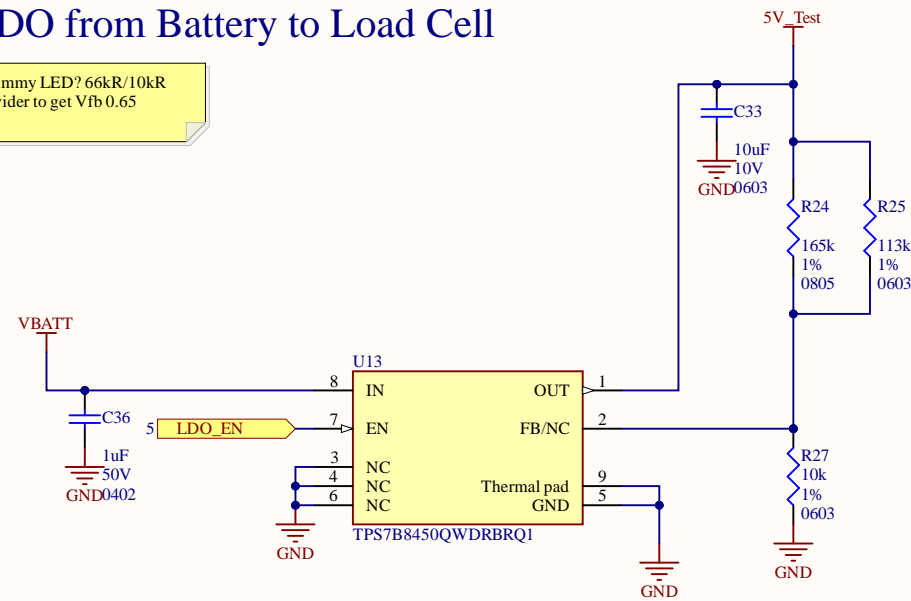 DO from Battery to Load Cell
mmy LED? 66kR/10kR
vider to get Vfb 0.65
5V_Test
C33
10uF
10V
0603
GND
R24
165k
1%
0805
R25
113k
1%
0603
VBATT
C36
1uF
50V
0402
GND
5 LDO_EN
U13
8 IN
7 EN
3 NC
4 NC
6 NC
OUT 1
FB/NC 2
Thermal pad 9
GND 5
TPS7B8450QWDRBRQ1
GND
GND
R27
10k
1%
0603
GND